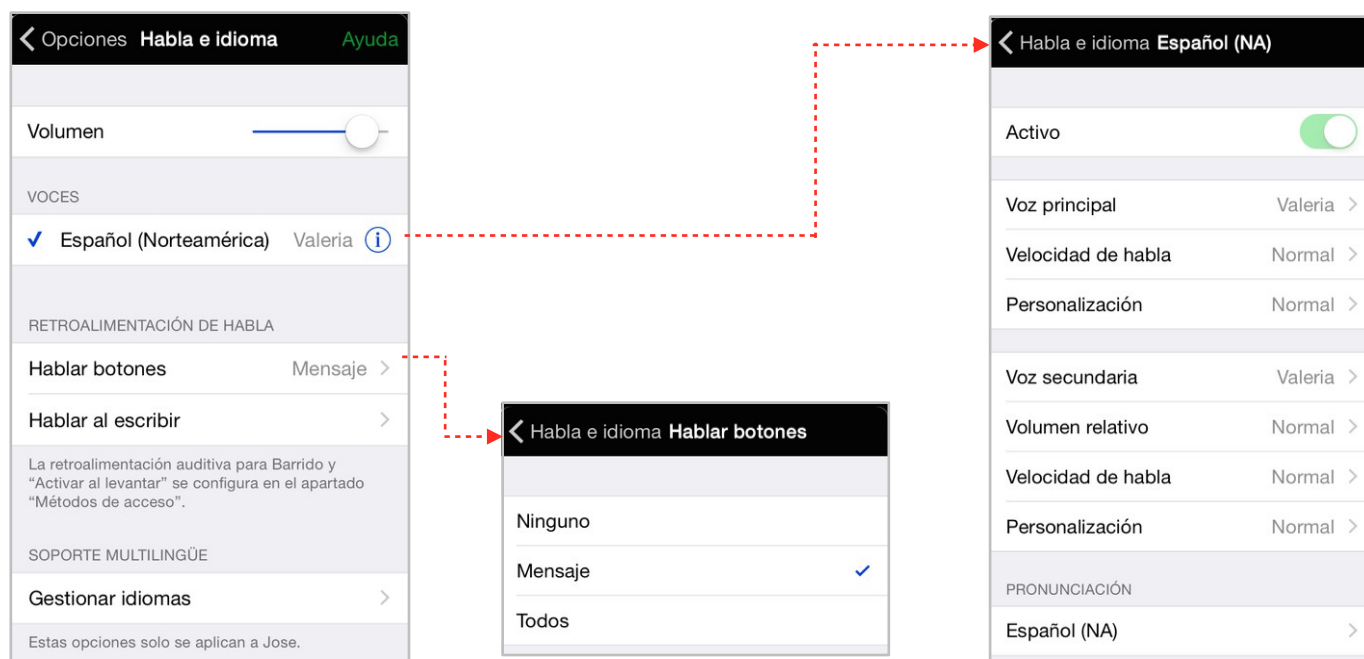 Opciones Habla e idioma Ayuda
Volumen
VOCES
✓ Español (Norteamérica) Valeria i
RETROALIMENTACIÓN DE HABLA
Hablar botones Mensaje
Hablar al escribir
La retroalimentación auditiva para Barrido y
“Activar al levantar” se configura en el apartado
“Métodos de acceso”.
SOPORTE MULTILINGÜE
Gestionar idiomas
Estas opciones solo se aplican a Jose.
Habla e idioma Hablar botones
Ninguno
Mensaje ✓
Todos
Habla e idioma Español (NA)
Activo
Voz principal Valeria
Velocidad de habla Normal
Personalización Normal
Voz secundaria Valeria
Volumen relativo Normal
Velocidad de habla Normal
Personalización Normal
PRONUNCIACIÓN
Español (NA)